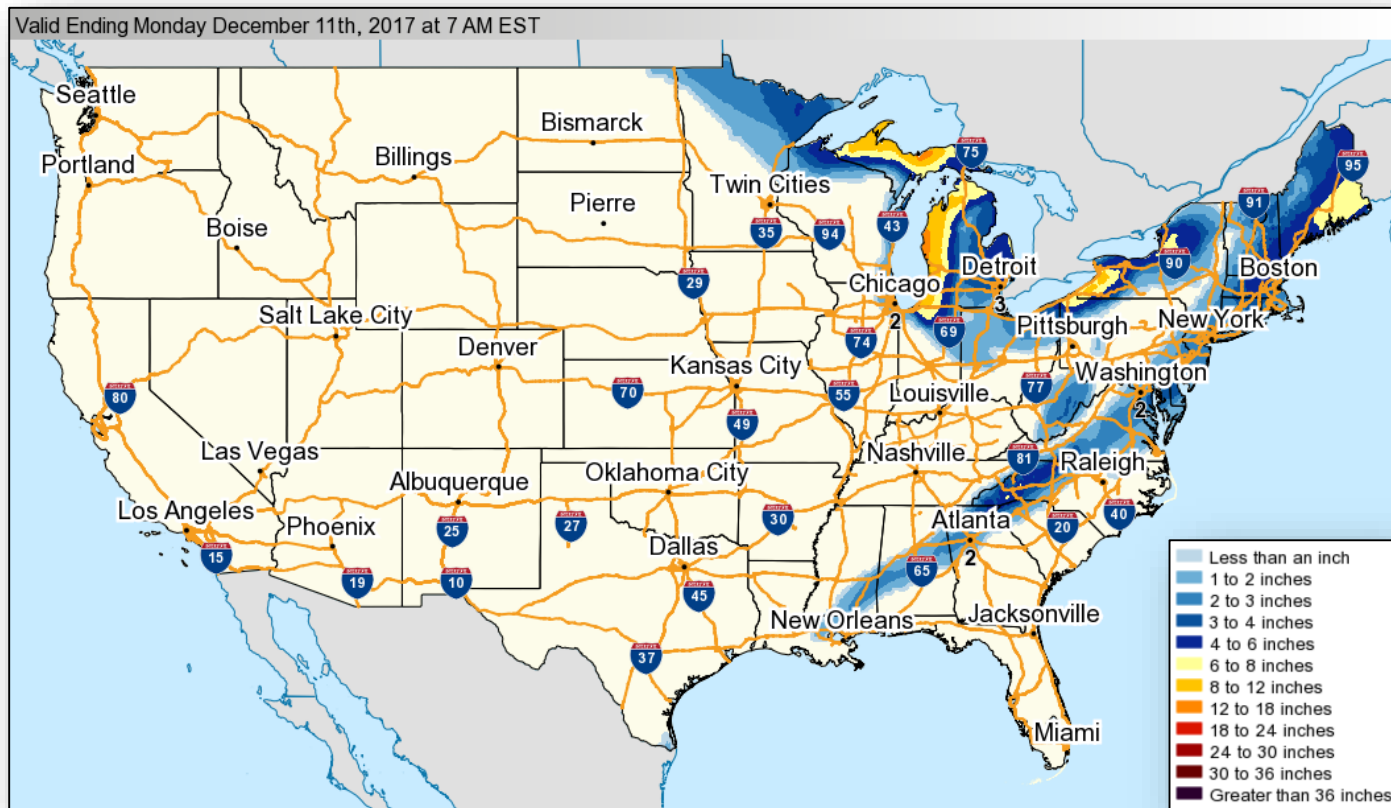 Valid Ending Monday December 11th, 2017 at 7 AM EST
Seattle
Portland
Billings
Bismarck
Boise
Pierre
Twin Cities
75
95
91
35
94
43
90
Boston
29
Chicago
Detroit
2
3
Salt Lake City
74
69
Pittsburgh
New York
Denver
Kansas City
80
70
55
Louisville
77
Washington
2
49
Las Vegas
Nashville
81
Raleigh
Albuquerque
Oklahoma City
Los Angeles
Phoenix
25
27
30
Atlanta
2
20
40
15
19
10
Dallas
45
65
New Orleans
Jacksonville
37
Miami
Less than an inch
1 to 2 inches
2 to 3 inches
3 to 4 inches
4 to 6 inches
6 to 8 inches
8 to 12 inches
12 to 18 inches
18 to 24 inches
24 to 30 inches
30 to 36 inches
Greater than 36 inches